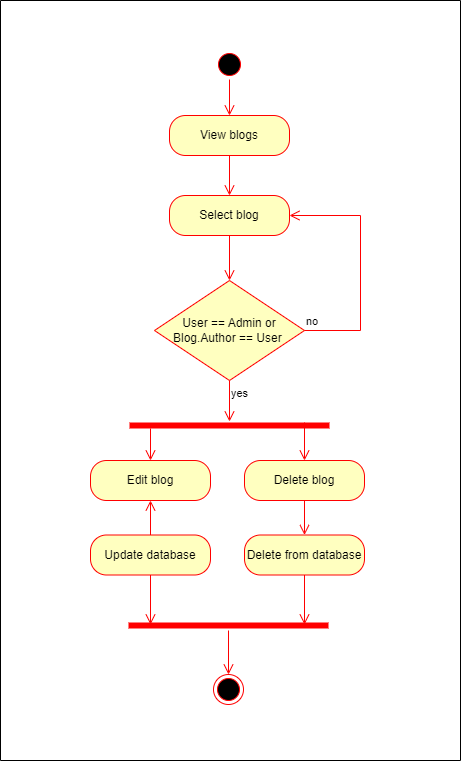 View blogs
Select blog
User == Admin or
Blog.Author == User
no
yes
Edit blog
Delete blog
Update database
Delete from database